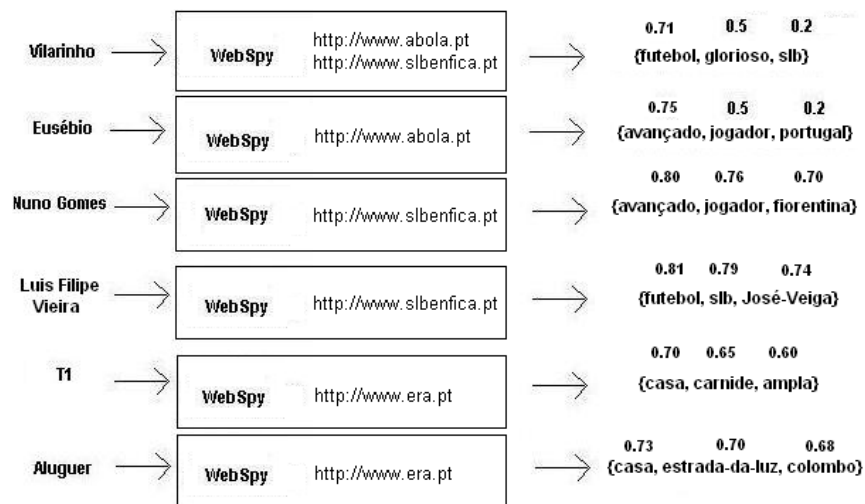 0.71 0.5 0.2
Vilarinho WebSpy http://www.abola.pt
http://www.slbenfica.pt
{futebol, glorioso, slb}
0.75 0.5 0.2
Eusébio WebSpy http://www.abola.pt
{avançado, jogador, portugal}
0.80 0.76 0.70
Nuno Gomes WebSpy http://www.slbenfica.pt
{avançado, jogador, fiorentina}
0.81 0.79 0.74
Luis Filipe
Vieira
WebSpy http://www.slbenfica.pt
{futebol, slb, José-Veiga}
0.70 0.65 0.60
T1 WebSpy http://www.era.pt
{casa, carnide, ampla}
0.73 0.70 0.68
Aluguer WebSpy http://www.era.pt
{casa, estrada-da-luz, colombo}